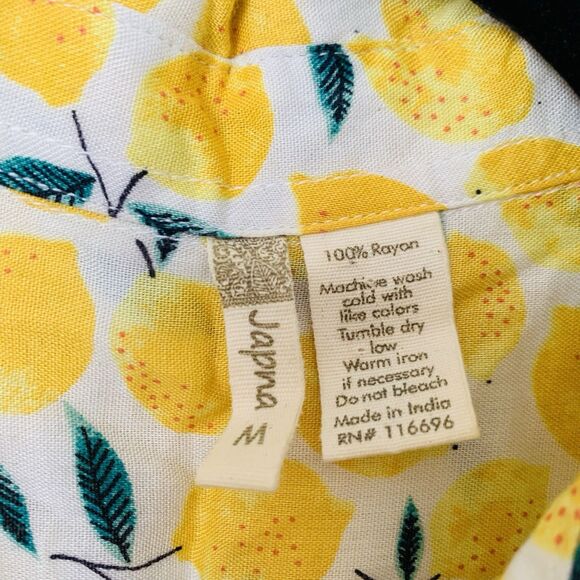 Japna
M
100% Rayon
Machine wash
cold with
like colors
Tumble dry
low
Warm iron
if necessary
Do not bleach
Made in India
RN# 116696